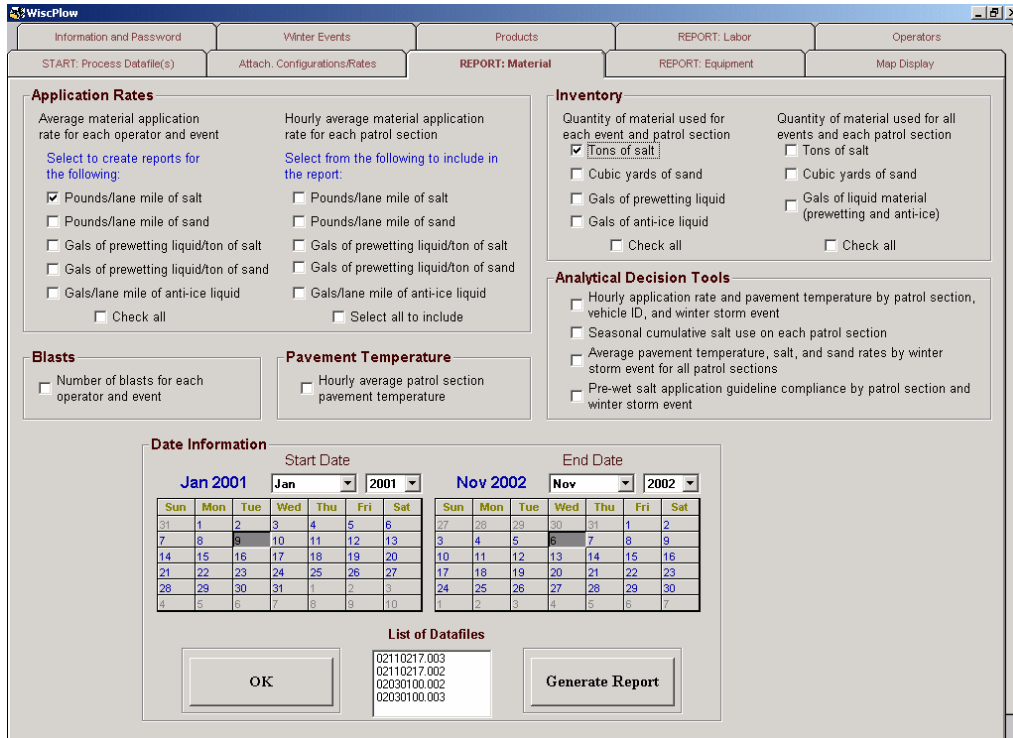 WiscPlow
Information and Password
Winter Events
Products
REPORT: Labor
Operators
START: Process Datafile(s)
Attach. Configurations/Rates
REPORT: Material
REPORT: Equipment
Map Display
Application Rates
Average material application
rate for each operator and event
Select to create reports for
the following:
Pounds/lane mile of salt
Pounds/lane mile of sand
Gals of prewetting liquid/ton of salt
Gals of prewetting liquid/ton of sand
Gals/lane mile of anti-ice liquid
Check all
Hourly average material application
rate for each patrol section
Select from the following to include in
the report:
Pounds/lane mile of salt
Pounds/lane mile of sand
Gals of prewetting liquid/ton of salt
Gals of prewetting liquid/ton of sand
Gals/lane mile of anti-ice liquid
Select all to include
Inventory
Quantity of material used for
each event and patrol section
Tons of salt
Cubic yards of sand
Gals of prewetting liquid
Gals of anti-ice liquid
Check all
Quantity of material used for all
events and each patrol section
Tons of salt
Cubic yards of sand
Gals of liquid material
(prewetting and anti-ice)
Check all
Analytical Decision Tools
Hourly application rate and pavement temperature by patrol section,
vehicle ID, and winter storm event
Seasonal cumulative salt use on each patrol section
Average pavement temperature, salt, and sand rates by winter
storm event for all patrol sections
Pre-wet salt application guideline compliance by patrol section and
winter storm event
Blasts
Number of blasts for each
operator and event
Pavement Temperature
Hourly average patrol section
pavement temperature
Date Information
Start Date
Jan 2001
Jan
2001
Sun Mon Tue Wed Thu Fri Sat
31 1 2 3 4 5 6
7 8 9 10 11 12 13
14 15 16 17 18 19 20
21 22 23 24 25 26 27
28 29 30 31 1 2 3
4 5 6 7 8 9 10
End Date
Nov 2002
Nov
2002
Sun Mon Tue Wed Thu Fri Sat
27 28 29 30 31 1 2
3 4 5 6 7 8 9
10 11 12 13 14 15 16
17 18 19 20 21 22 23
24 25 26 27 28 29 30
1 2 3 4 5 6 7
List of Datafiles
02110217.003
02110217.002
02030100.002
02030100.003
OK
Generate Report